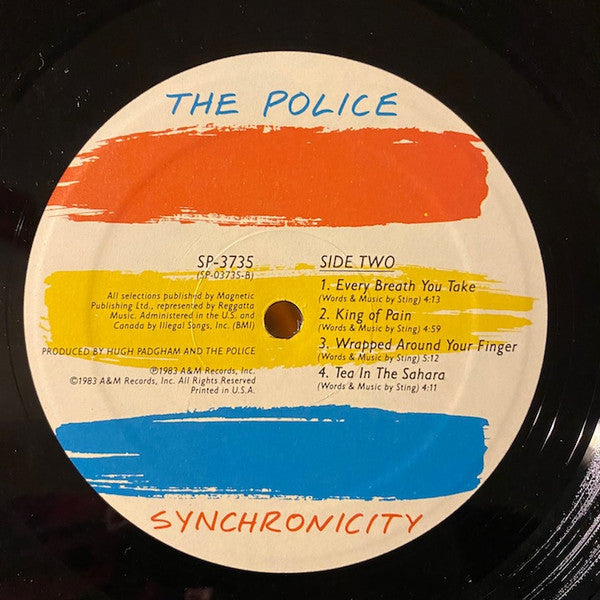 THE POLICE
SP-3735
(SP-03735-B)
All selections published by Magnetic
Publishing Ltd., represented by Reggatta
Music. Administered in the U.S. and
Canada by Illegal Songs, Inc. (BMI)
PRODUCED BY HUGH PADGHAM AND THE POLICE
℗1983 A&M Records, Inc.
©1983 A&M Records, Inc. All Rights Reserved
Printed in U.S.A.
SIDE TWO
1. Every Breath You Take
(Words & Music by Sting) 4:13
2. King of Pain
(Words & Music by Sting) 4:59
3. Wrapped Around Your Finger
(Words & Music by Sting) 5:12
4. Tea In The Sahara
(Words & Music by Sting) 4:11
SYNCHRONICITY